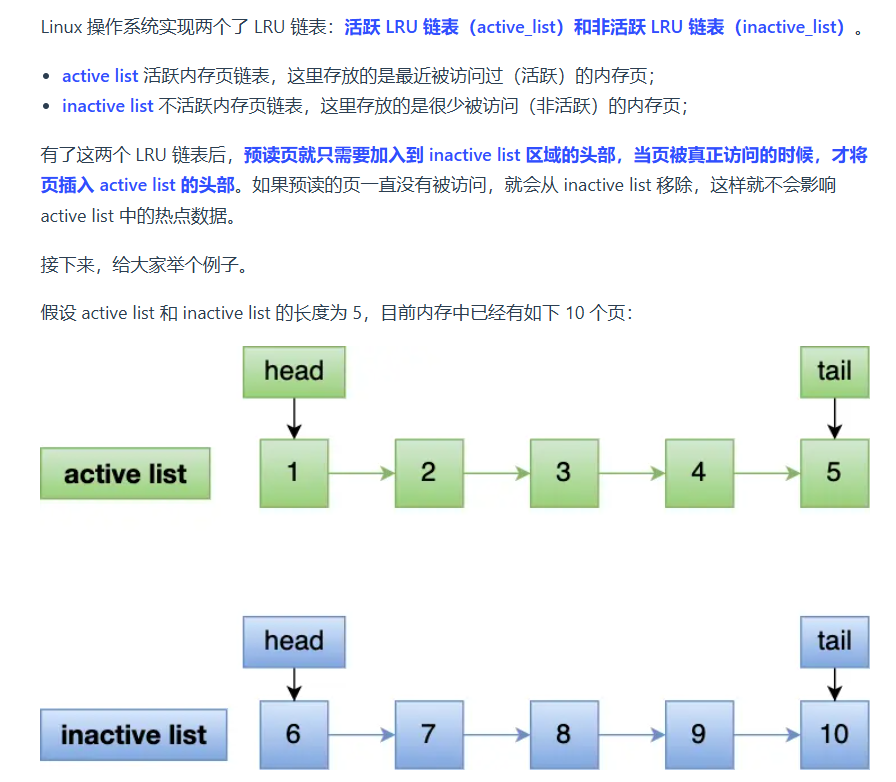 Linux 操作系统实现两个了 LRU 链表：活跃 LRU 链表（active_list）和非活跃 LRU 链表（inactive_list）。
• active list 活跃内存页链表，这里存放的是最近被访问过（活跃）的内存页；
• inactive list 不活跃内存页链表，这里存放的是很少被访问（非活跃）的内存页；
有了这两个 LRU 链表后，预读页就只需要加入到 inactive list 区域的头部，当页被真正访问的时候，才将
页插入 active list 的头部。如果预读的页一直没有被访问，就会从 inactive list 移除，这样就不会影响
active list 中的热点数据。
接下来，给大家举个例子。
假设 active list 和 inactive list 的长度为 5，目前内存中已经有如下 10 个页：
head tail
active list 1 2 3 4 5
head tail
inactive list 6 7 8 9 10